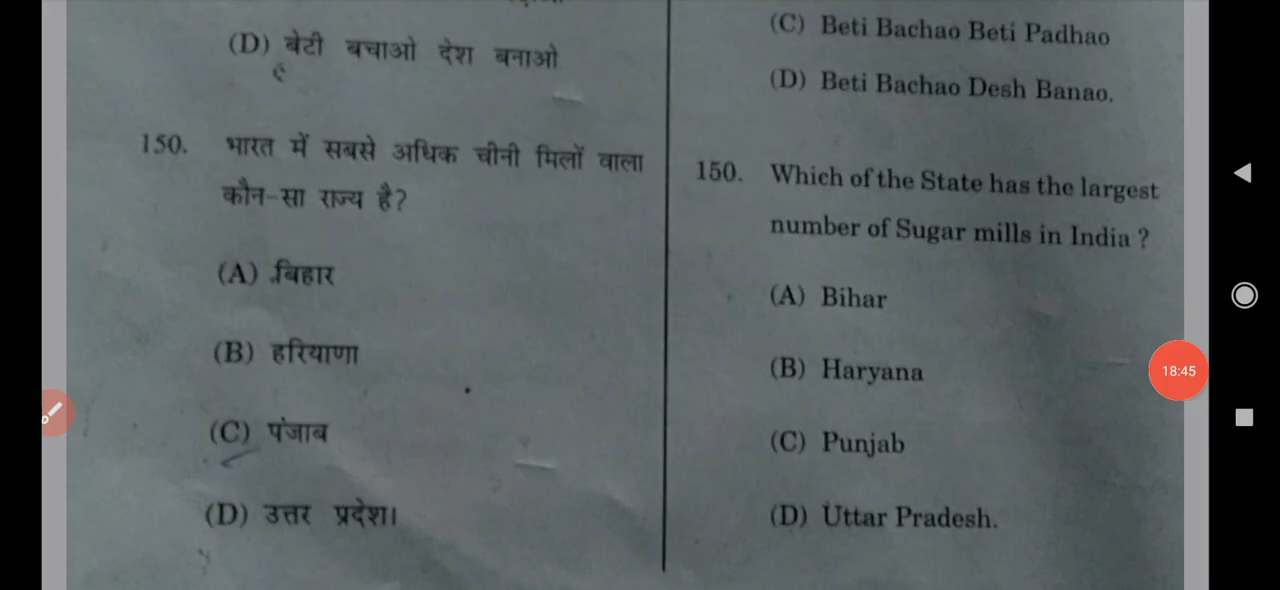 (D) बेटी बचाओ देश बनाओ
150. भारत में सबसे अधिक चीनी मिलों वाला
कौन-सा राज्य है?
(A) बिहार
(B) हरियाणा
(C) पंजाब
(D) उत्तर प्रदेश।
(C) Beti Bachao Beti Padhao
(D) Beti Bachao Desh Banao.
150. Which of the State has the largest
number of Sugar mills in India ?
(A) Bihar
(B) Haryana
(C) Punjab
(D) Uttar Pradesh.
18:45